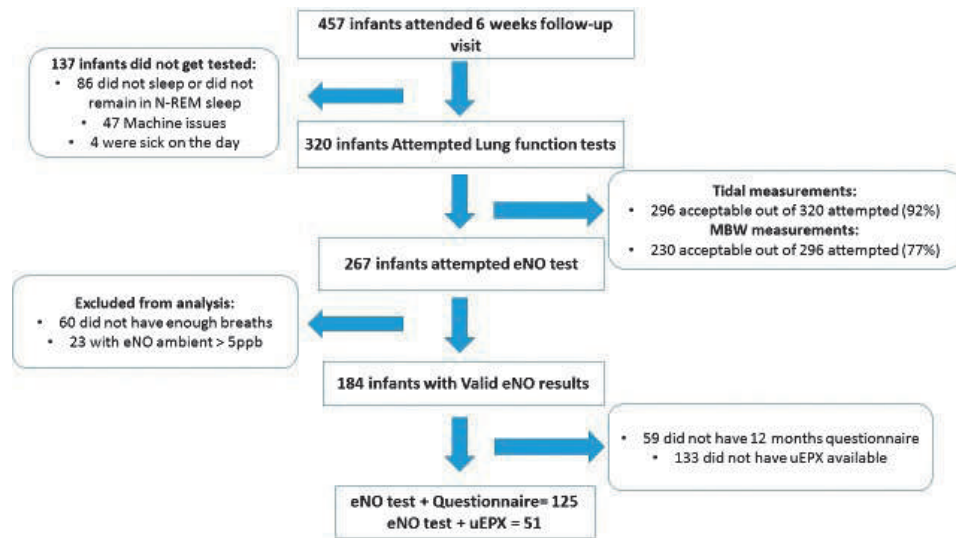 457 infants attended 6 weeks follow-up
visit
137 infants did not get tested:
• 86 did not sleep or did not
remain in N-REM sleep
• 47 Machine issues
• 4 were sick on the day
320 infants Attempted Lung function tests
Tidal measurements:
• 296 acceptable out of 320 attempted (92%)
MBW measurements:
• 230 acceptable out of 296 attempted (77%)
267 infants attempted eNO test
Excluded from analysis:
• 60 did not have enough breaths
• 23 with eNO ambient > 5ppb
184 infants with Valid eNO results
• 59 did not have 12 months questionnaire
• 133 did not have uEPX available
eNO test + Questionnaire= 125
eNO test + uEPX = 51